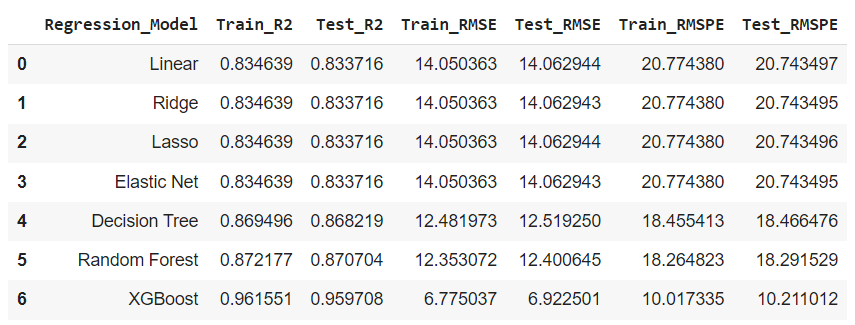 Regression_Model Train_R2 Test_R2 Train_RMSE Test_RMSE Train_RMSPE Test_RMSPE
0 Linear 0.834639 0.833716 14.050363 14.062944 20.774380 20.743497
1 Ridge 0.834639 0.833716 14.050363 14.062943 20.774380 20.743495
2 Lasso 0.834639 0.833716 14.050363 14.062944 20.774380 20.743496
3 Elastic Net 0.834639 0.833716 14.050363 14.062943 20.774380 20.743495
4 Decision Tree 0.869496 0.868219 12.481973 12.519250 18.455413 18.466476
5 Random Forest 0.872177 0.870704 12.353072 12.400645 18.264823 18.291529
6 XGBoost 0.961551 0.959708 6.775037 6.922501 10.017335 10.211012